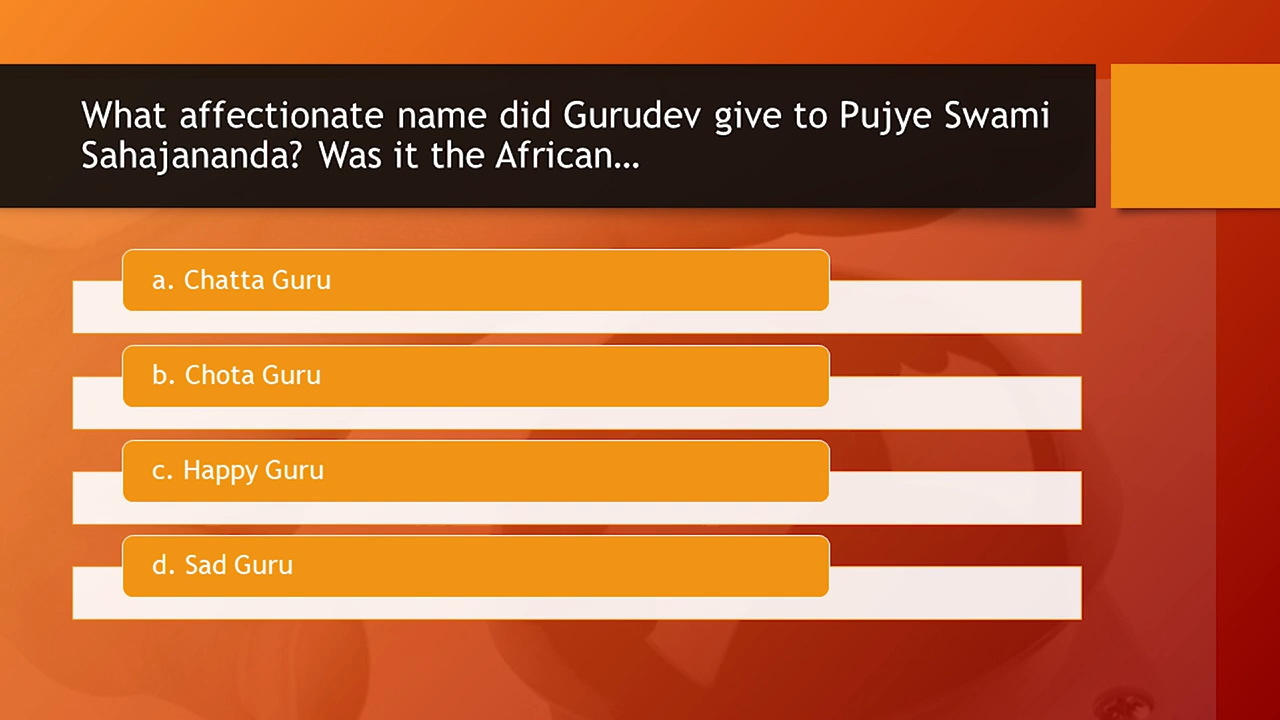 What affectionate name did Gurudev give to Pujye Swami
Sahajananda? Was it the African…
a. Chatta Guru
b. Chota Guru
c. Happy Guru
d. Sad Guru